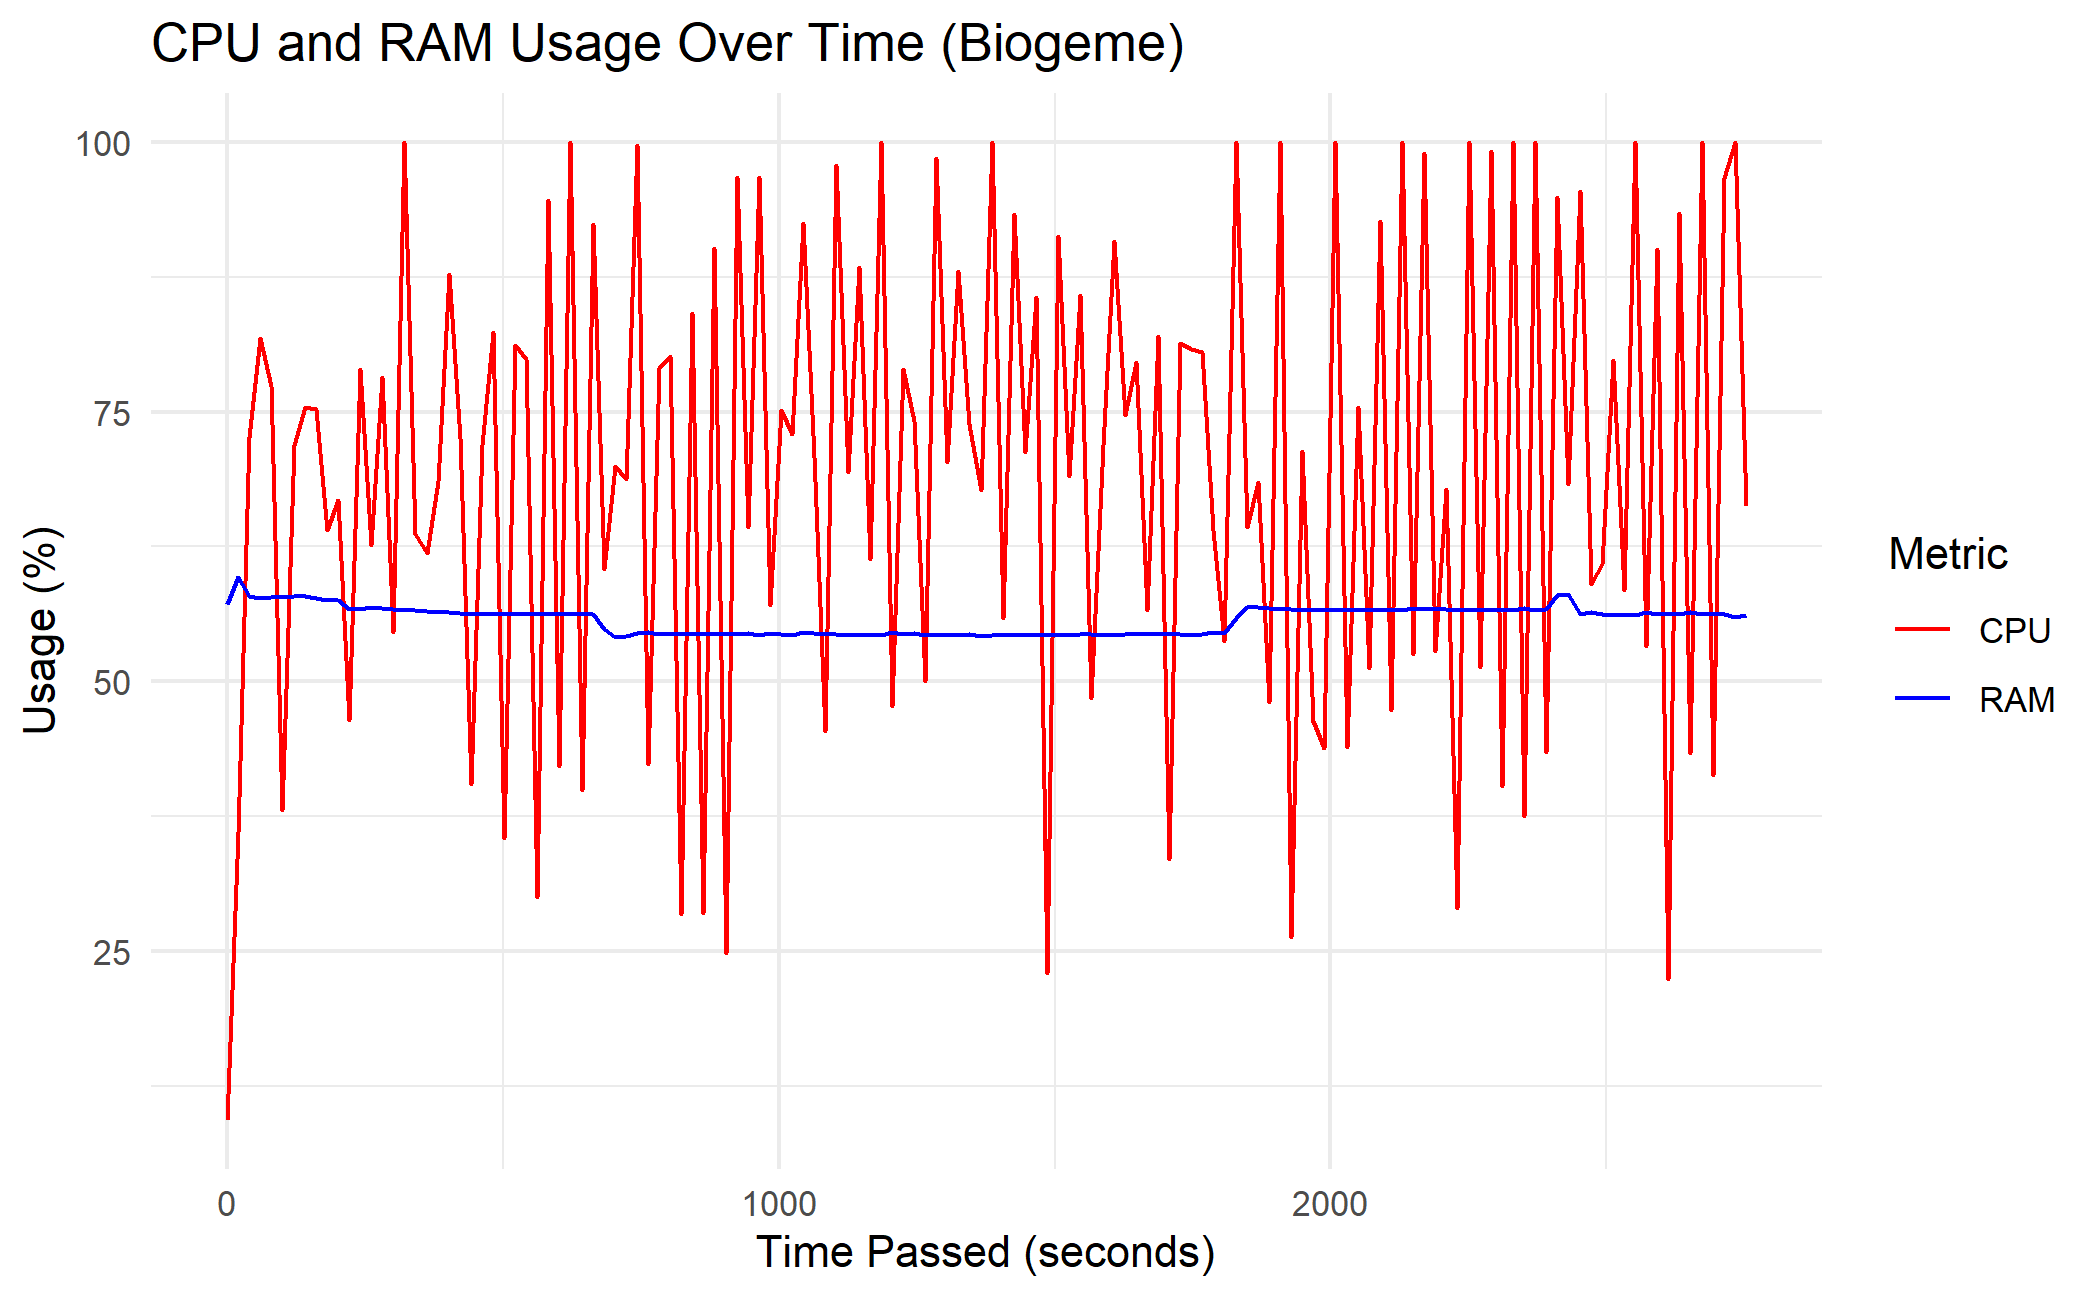 CPU and RAM Usage Over Time (Biogeme)
100
75
50
25
Usage (%)
0 1000 2000
Time Passed (seconds)
Metric
CPU
RAM